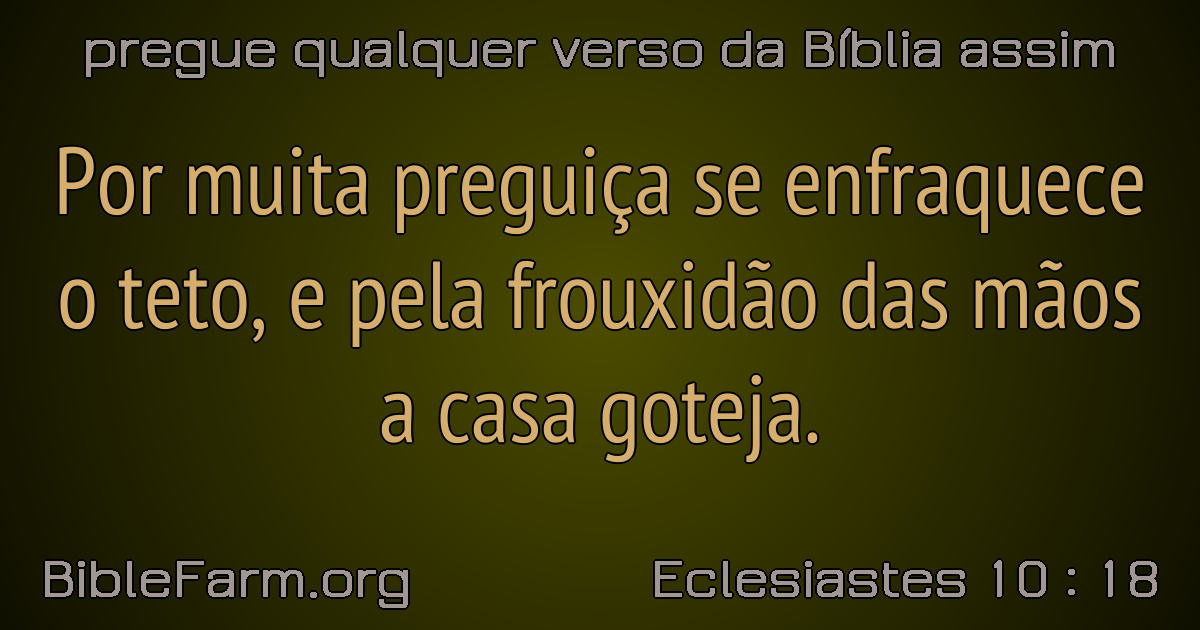 pregue qualquer verso da Bíblia assim
Por muita preguiça se enfraquece
o teto, e pela frouxidão das mãos
a casa goteja.
BibleFarm.org
Eclesiastes 10 : 18